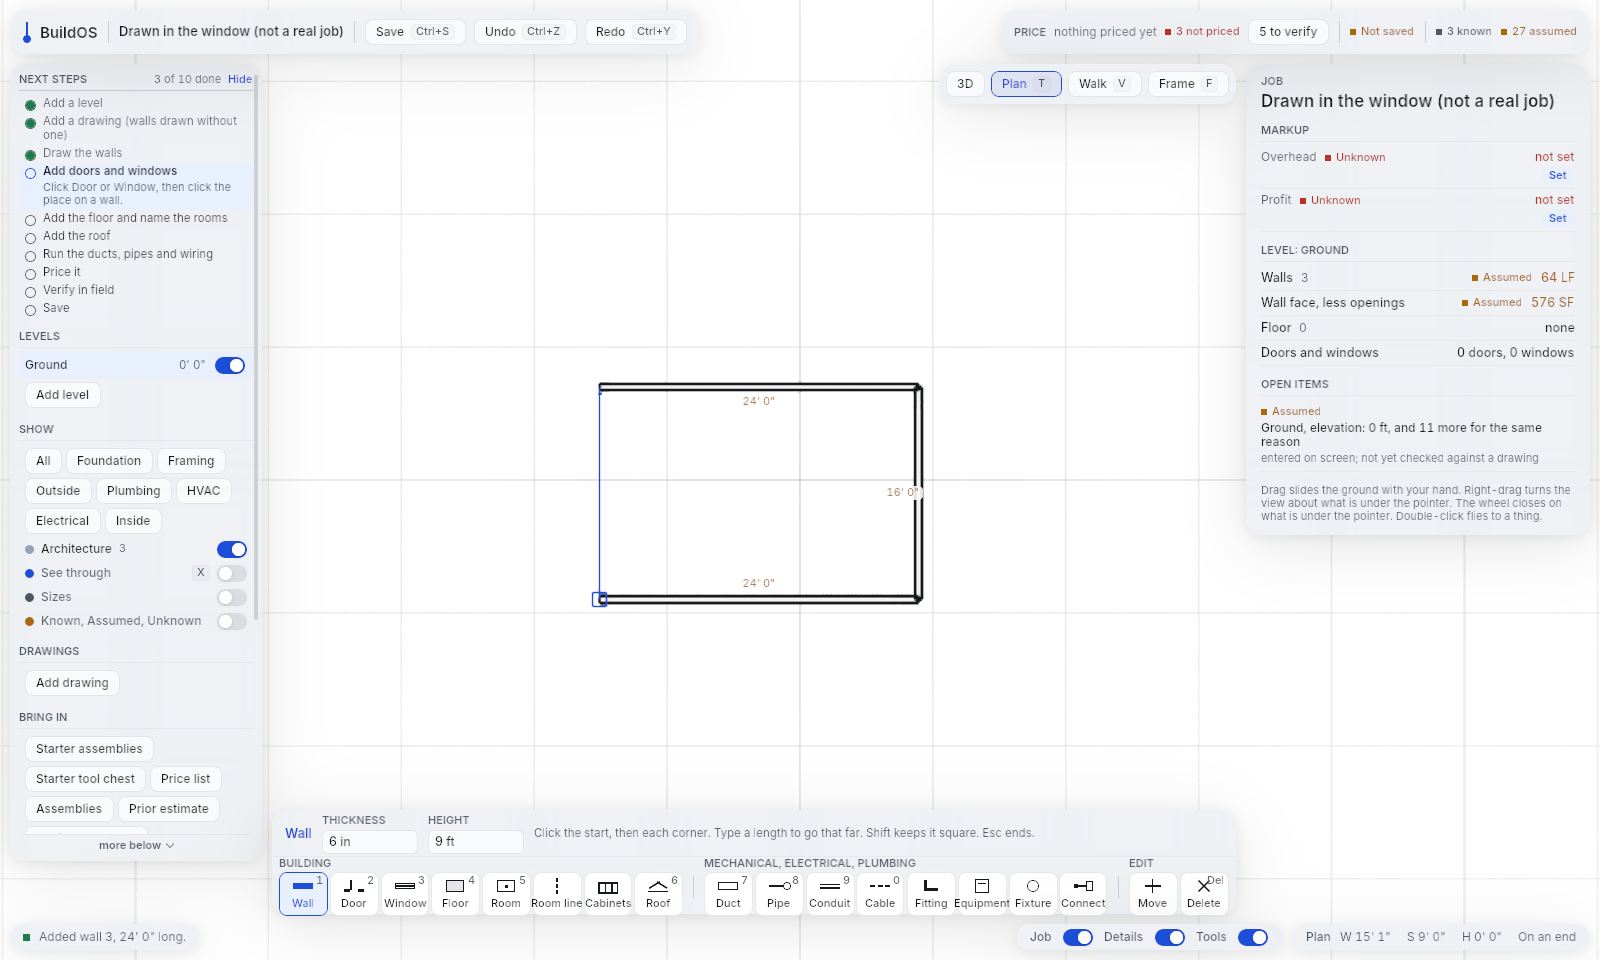 BuildOS
Drawn in the window (not a real job)
Save Ctrl+S
Undo Ctrl+Z
Redo Ctrl+Y
PRICE nothing priced yet 3 not priced 5 to verify Not saved 3 known 27 assumed
3D
Plan T
Walk V
Frame F
NEXT STEPS 3 of 10 done Hide
Add a level
Add a drawing (walls drawn without
one)
Draw the walls
Add doors and windows
Click Door or Window, then click the
place on a wall.
Add the floor and name the rooms
Add the roof
Run the ducts, pipes and wiring
Price it
Verify in field
Save
LEVELS
Ground 0' 0"
Add level
SHOW
All Foundation Framing
Outside Plumbing HVAC
Electrical Inside
Architecture 3
See through X
Sizes
Known, Assumed, Unknown
DRAWINGS
Add drawing
BRING IN
Starter assemblies
Starter tool chest Price list
Assemblies Prior estimate
more below
24' 0"
16' 0"
24' 0"
JOB
Drawn in the window (not a real job)
MARKUP
Overhead Unknown not set
Set
Profit Unknown not set
Set
LEVEL: GROUND
Walls 3 Assumed 64 LF
Wall face, less openings Assumed 576 SF
Floor 0 none
Doors and windows 0 doors, 0 windows
OPEN ITEMS
Assumed
Ground, elevation: 0 ft, and 11 more for the same
reason
entered on screen; not yet checked against a drawing
Drag slides the ground with your hand. Right-drag turns the
view about what is under the pointer. The wheel closes on
what is under the pointer. Double-click flies to a thing.
Wall
THICKNESS
6 in
HEIGHT
9 ft
Click the start, then each corner. Type a length to go that far. Shift keeps it square. Esc ends.
BUILDING
1 Wall
2 Door
3 Window
4 Floor
5 Room
Room line
Cabinets
6 Roof
MECHANICAL, ELECTRICAL, PLUMBING
7 Duct
8 Pipe
9 Conduit
0 Cable
Fitting
Equipment
Fixture
Connect
EDIT
Move
Del Delete
Added wall 3, 24' 0" long.
Job Details Tools
Plan W 15' 1" S 9' 0" H 0' 0" On an end